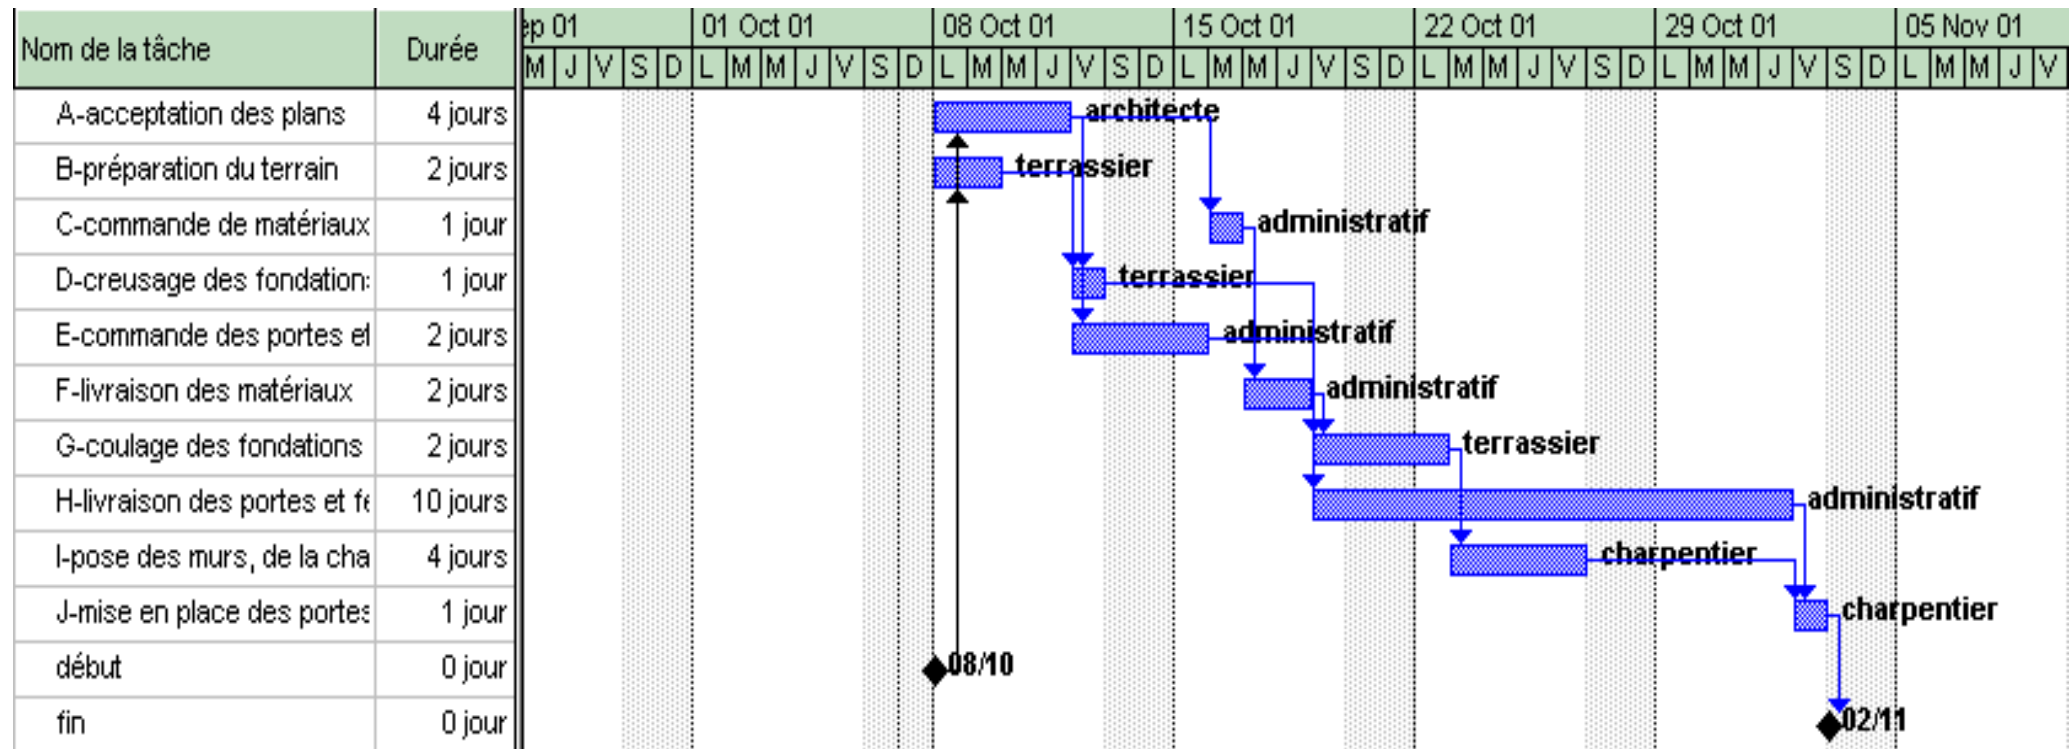 Nom de la tâche Durée ep 01 01 Oct 01 08 Oct 01 15 Oct 01 22 Oct 01 29 Oct 01 05 Nov 01
M J V S D L M M J V S D L M M J V S D L M M J V S D L M M J V S D L M M J V S D L M M J V
A-acceptation des plans 4 jours architecte
B-préparation du terrain 2 jours terrassier
C-commande de matériaux 1 jour administratif
D-creusage des fondations 1 jour terrassier
E-commande des portes et 2 jours administratif
F-livraison des matériaux 2 jours administratif
G-coulage des fondations 2 jours terrassier
H-livraison des portes et fe 10 jours administratif
I-pose des murs, de la cha 4 jours charpentier
J-mise en place des portes 1 jour charpentier
début 0 jour 08/10
fin 0 jour 02/11